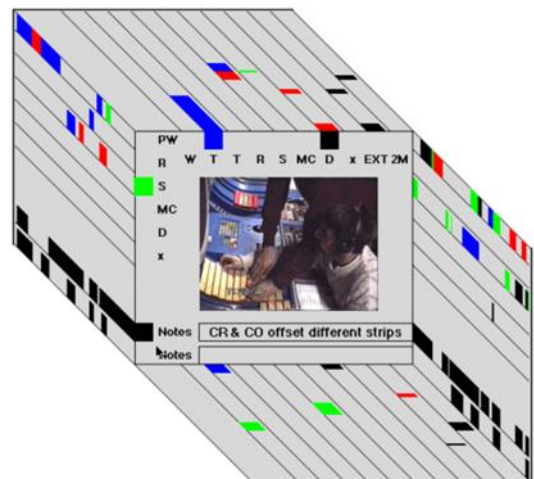 PW
W T T R S MC D x EXT 2M
R
S
MC
D
x
Notes CR & CO offset different strips
Notes